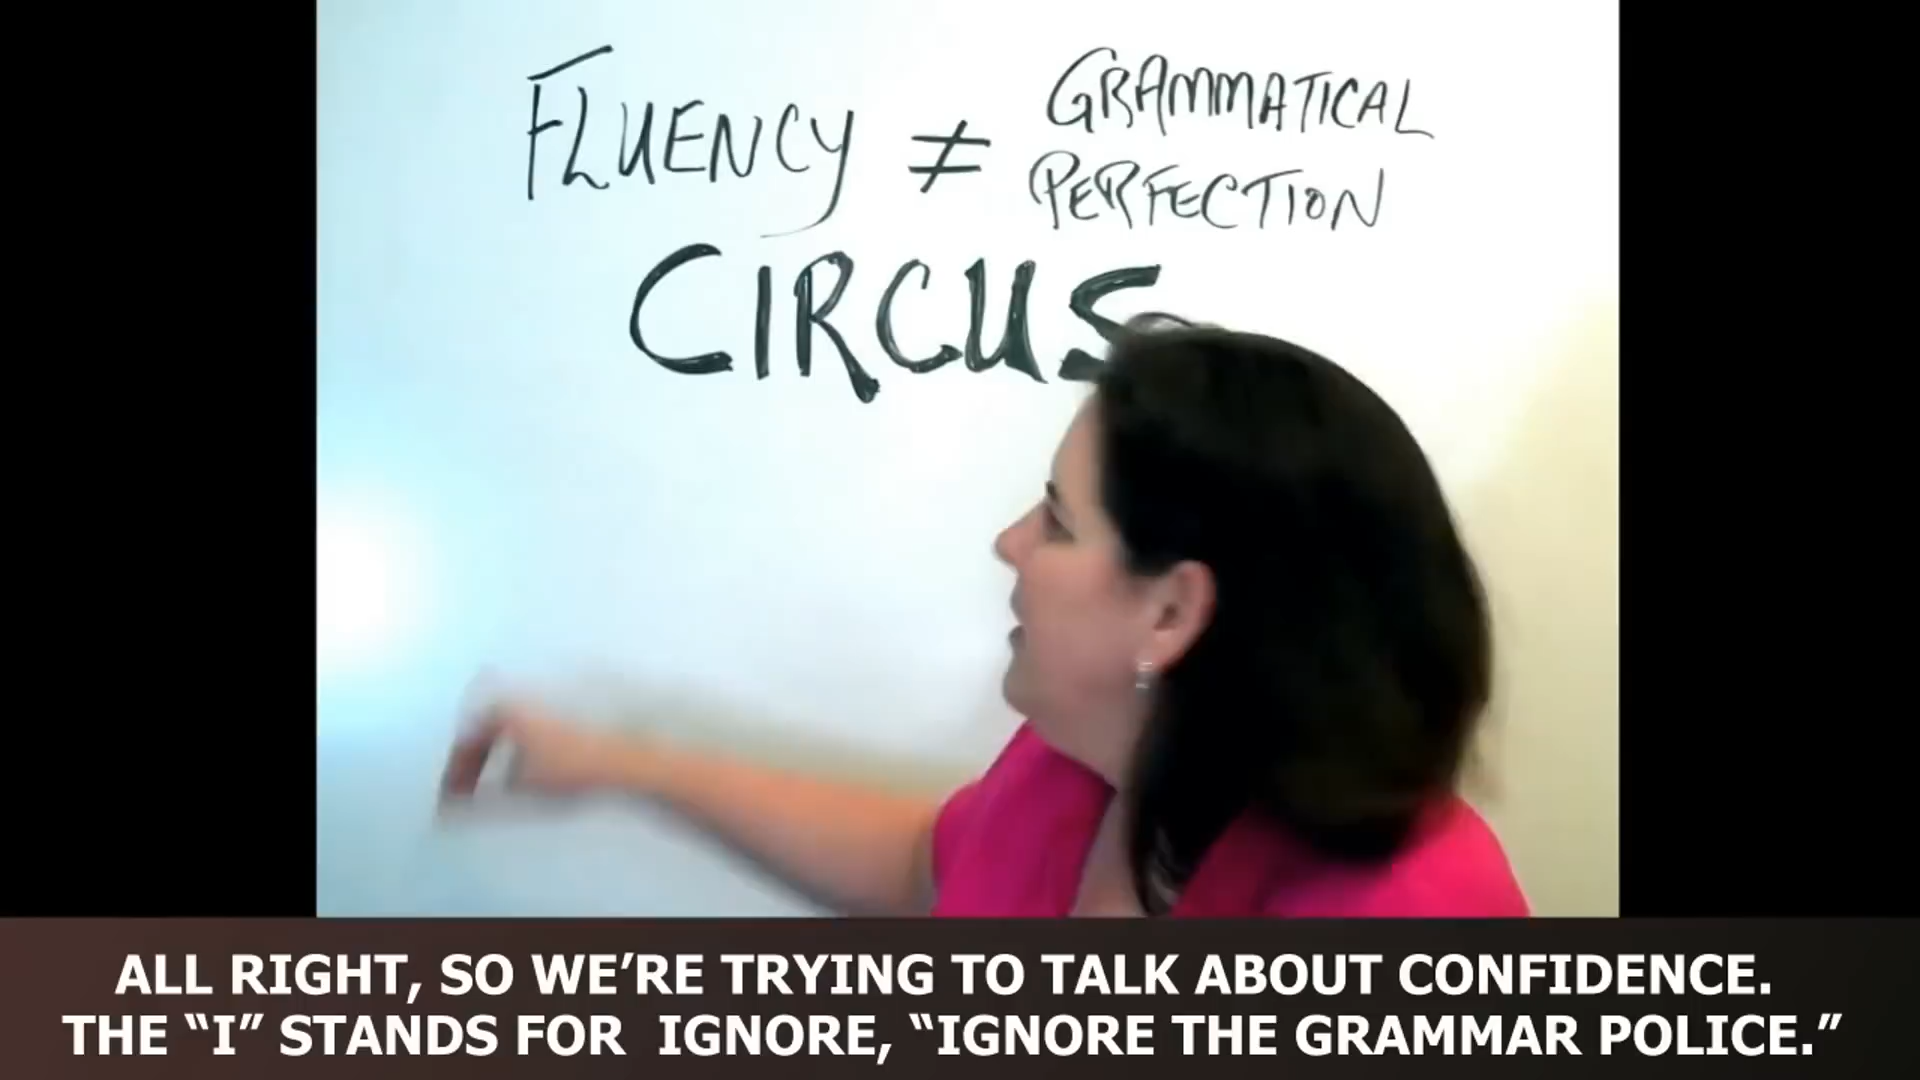 FLUENCY ≠ GRAMMATICAL
PERFECTION
CIRCUS
ALL RIGHT, SO WE’RE TRYING TO TALK ABOUT CONFIDENCE.
THE “I” STANDS FOR IGNORE, “IGNORE THE GRAMMAR POLICE.”